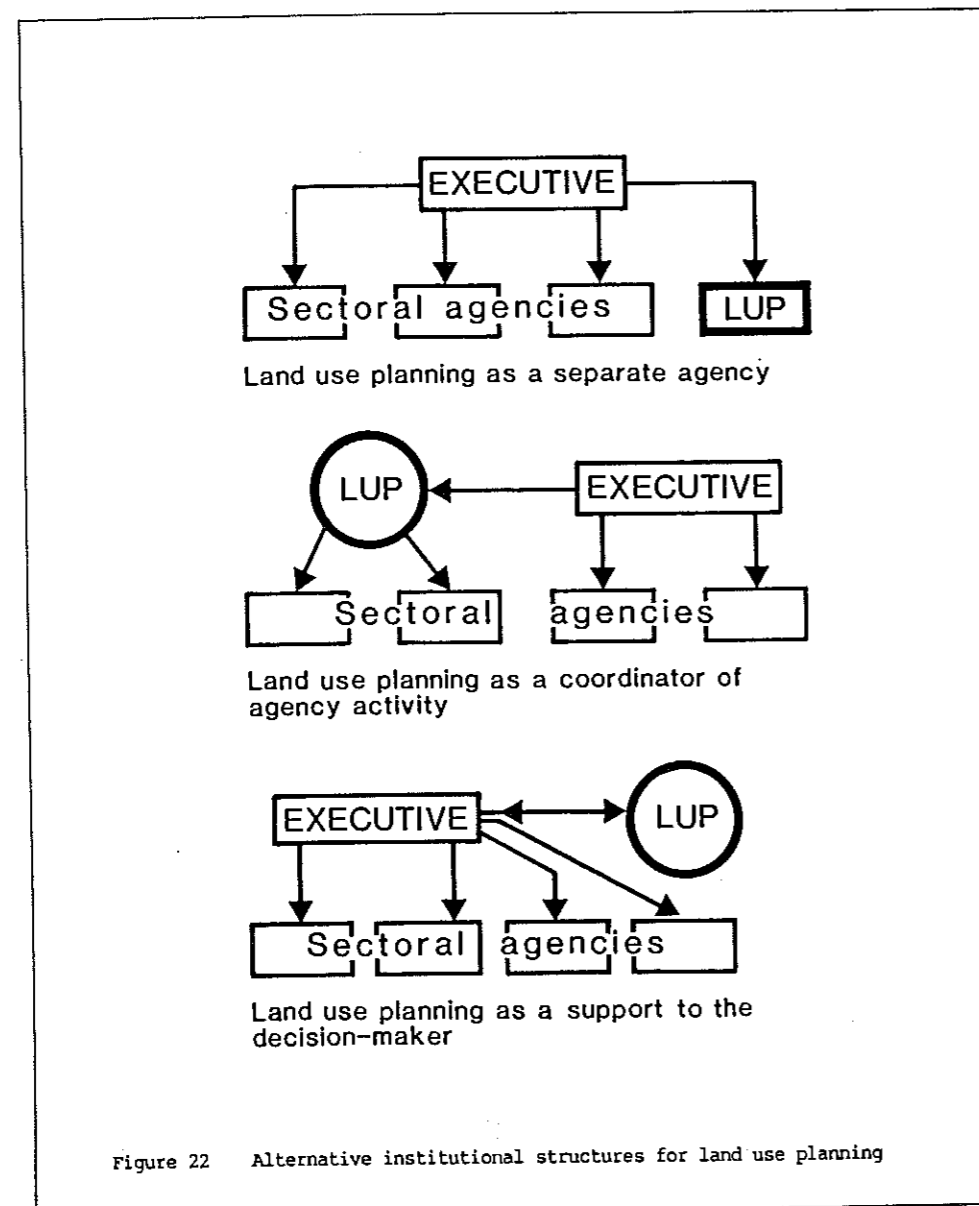 EXECUTIVE
Sectoral agencies
LUP
Land use planning as a separate agency
LUP
EXECUTIVE
Sectoral agencies
Land use planning as a coordinator of
agency activity
EXECUTIVE
LUP
Sectoral agencies
Land use planning as a support to the
decision-maker
Figure 22 Alternative institutional structures for land use planning